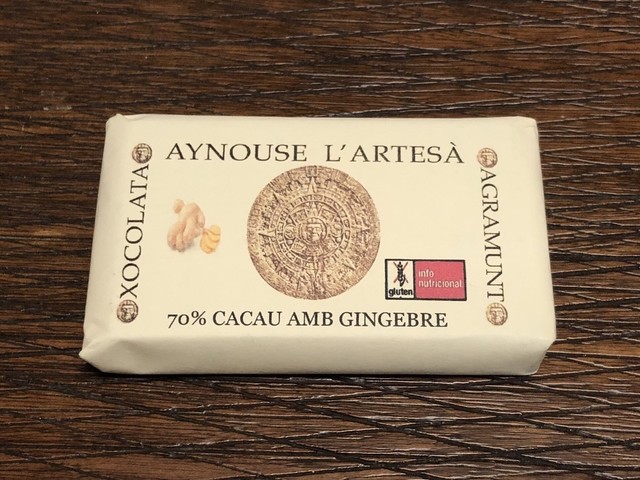 AYNOUSE L'ARTESÀ
XOCOLATA
AGRAMUNT
gluten
info
nutricional
70% CACAU AMB GINGEBRE